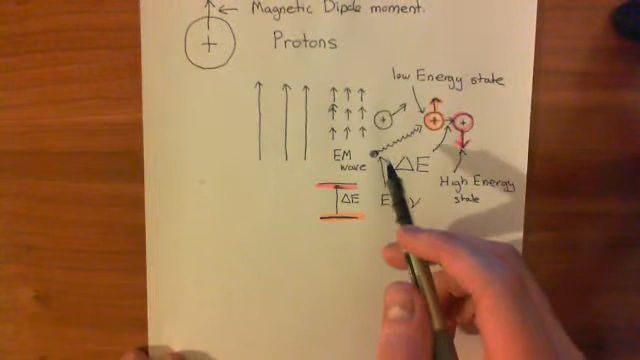 Magnetic Dipole moment.
+
Protons
low Energy state
+
+
+
EM
wave
ΔE
High Energy
state
ΔE